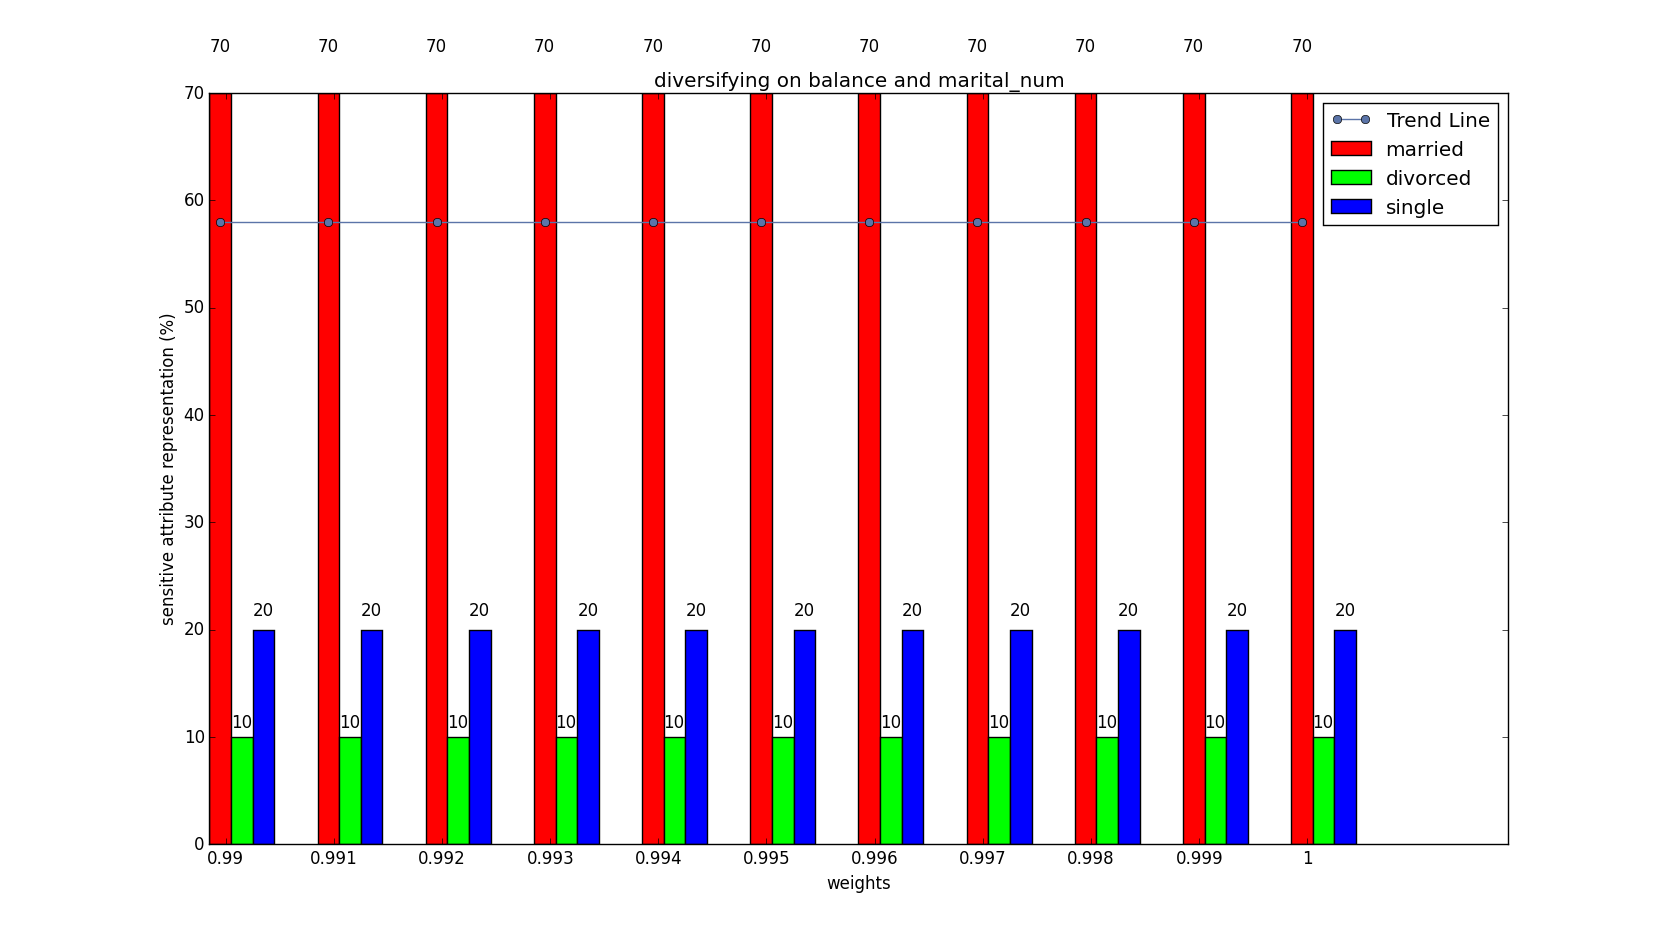 70 70 70 70 70 70 70 70 70 70 70
diversifying on balance and marital_num
70
60
50
40
30
20
10
0
sensitive attribute representation (%)
Trend Line
married
divorced
single
20 20 20 20 20 20 20 20 20 20 20
10 10 10 10 10 10 10 10 10 10 10
0.99 0.991 0.992 0.993 0.994 0.995 0.996 0.997 0.998 0.999 1
weights